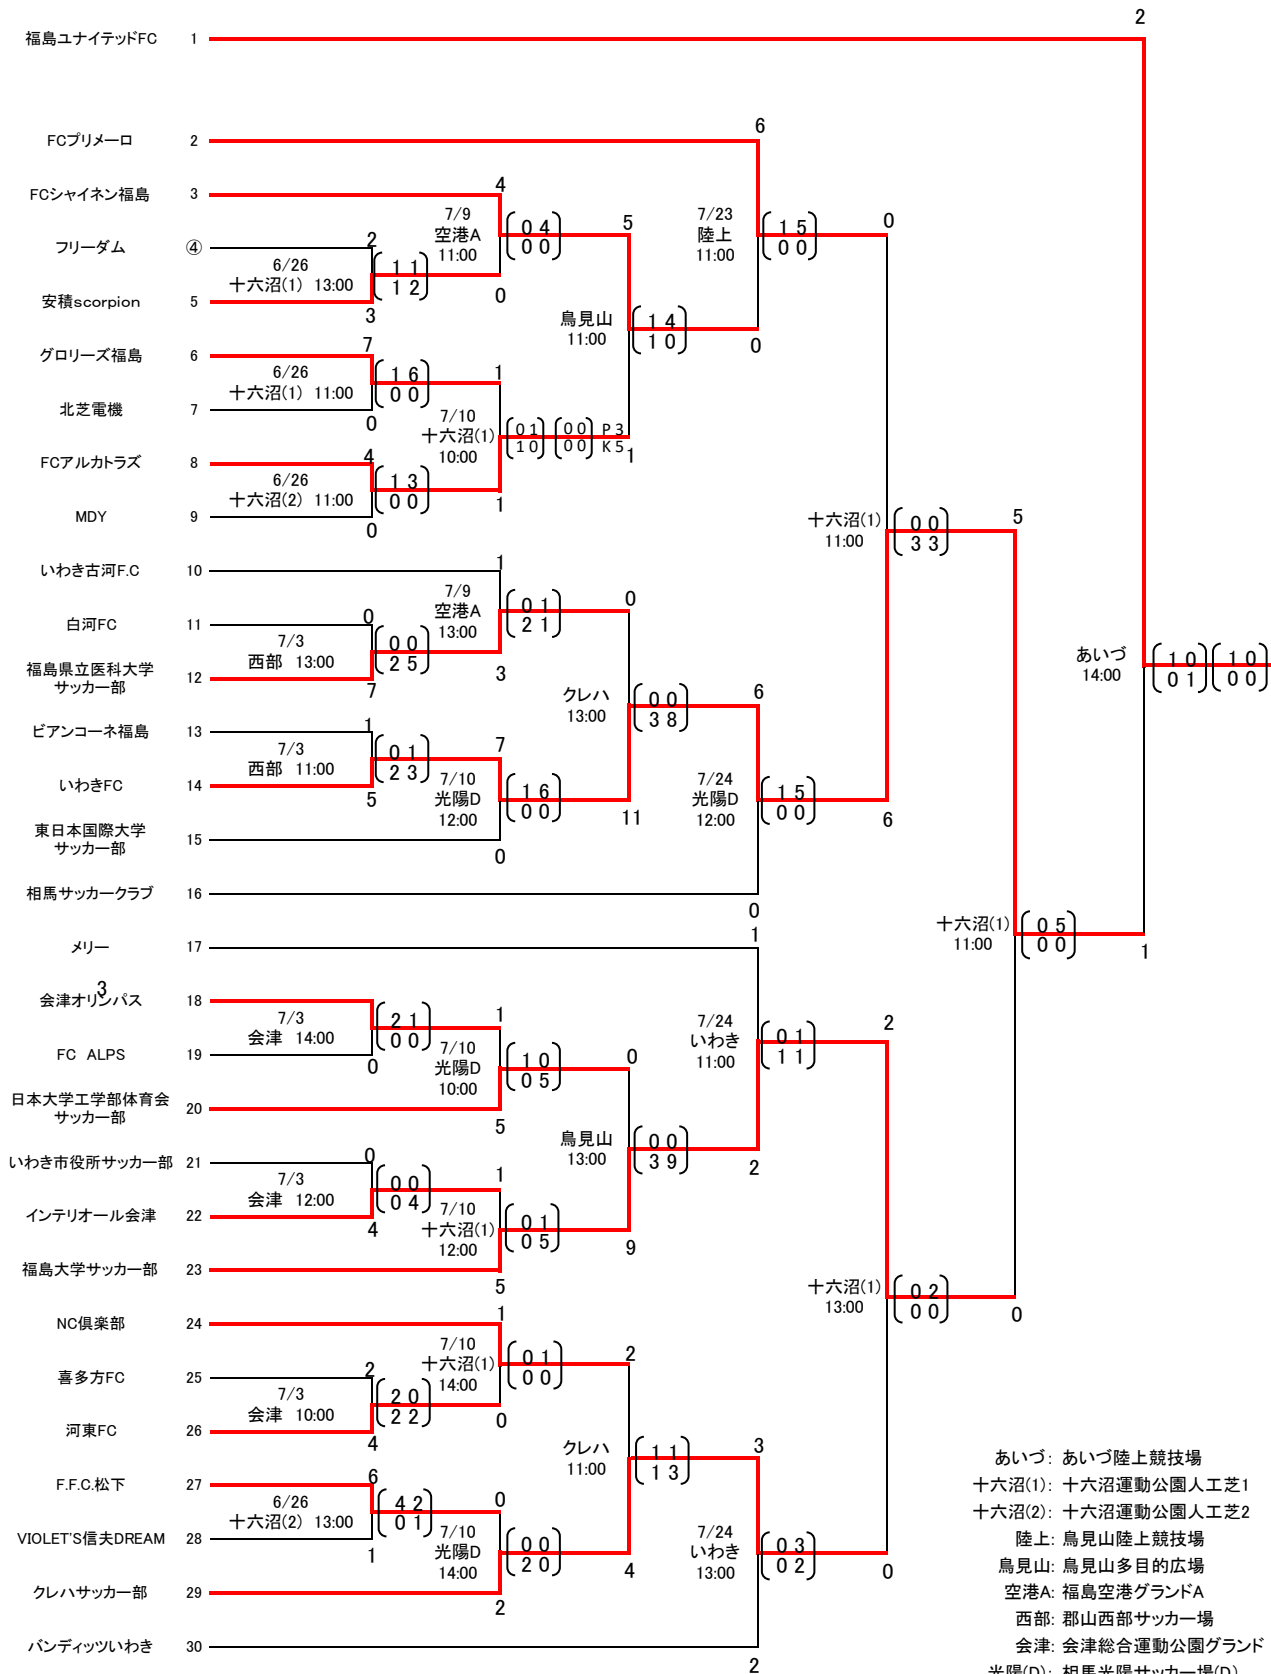 2
福島ユナイテッドFC 1
6
FCプリメーロ 2
4
FCシャイネン福島 3
7/9
空港A
11:00
0 4
0 0
5
7/23
陸上
11:00
1 5
0 0
0
フリーダム ④
2
6/26
十六沼(1) 13:00
1 1
1 2
安積scorpion 5
3
0
鳥見山
11:00
1 4
1 0
0
グロリーズ福島 6
7
6/26
十六沼(1) 11:00
1 6
0 0
1
北芝電機 7
0
7/10
十六沼(1)
10:00
0 1
1 0
0 0
0 0
P 3
K 5
1
FCアルカトラズ 8
4
6/26
十六沼(2) 11:00
1 3
0 0
1
MDY 9
0
十六沼(1)
11:00
0 0
3 3
5
いわき古河F.C 10
1
7/9
空港A
13:00
0 1
2 1
0
白河FC 11
0
7/3
西部 13:00
0 0
2 5
3
福島県立医科大学
サッカー部
12
7
クレハ
13:00
0 0
3 8
6
あいづ
14:00
1 0
0 1
1 0
0 0
ビアンコーネ福島 13
1
7/3
西部 11:00
0 1
2 3
7
いわきFC 14
5
7/10
光陽D
12:00
1 6
0 0
11
7/24
光陽D
12:00
1 5
0 0
6
東日本国際大学
サッカー部
15
0
相馬サッカークラブ 16
0
十六沼(1)
11:00
0 5
0 0
1
メリー 17
1
3
会津オリンパス 18
7/3
会津 14:00
2 1
0 0
1
7/24
いわき
11:00
0 1
1 1
2
FC ALPS 19
0
7/10
光陽D
10:00
1 0
0 5
0
日本大学工学部体育会
サッカー部
20
5
鳥見山
13:00
0 0
3 9
2
いわき市役所サッカー部 21
0
7/3
会津 12:00
0 0
0 4
1
インテリオール会津 22
4
7/10
十六沼(1)
12:00
0 1
0 5
9
福島大学サッカー部 23
5
十六沼(1)
13:00
0 2
0 0
0
NC倶楽部 24
1
7/10
十六沼(1)
14:00
0 1
0 0
2
喜多方FC 25
2
7/3
会津 10:00
2 0
2 2
0
河東FC 26
4
クレハ
11:00
1 1
1 3
3
F.F.C.松下 27
6
6/26
十六沼(2) 13:00
4 2
0 1
0
VIOLET'S信夫DREAM 28
1
7/10
光陽D
14:00
0 0
2 0
4
7/24
いわき
13:00
0 3
0 2
0
クレハサッカー部 29
2
バンディッツいわき 30
2
あいづ: あいづ陸上競技場
十六沼(1): 十六沼運動公園人工芝1
十六沼(2): 十六沼運動公園人工芝2
陸上: 鳥見山陸上競技場
鳥見山: 鳥見山多目的広場
空港A: 福島空港グランドA
西部: 郡山西部サッカー場
会津: 会津総合運動公園グランド
光陽(D): 相馬光陽サッカー場(D)